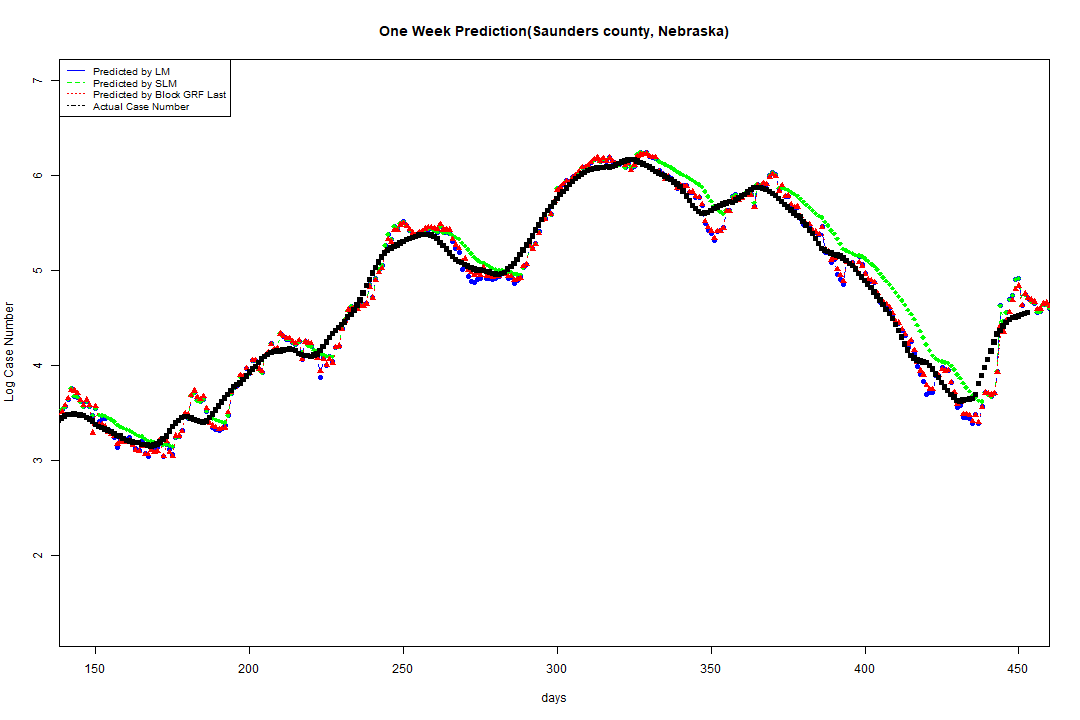 One Week Prediction(Saunders county, Nebraska)
Predicted by LM
Predicted by SLM
Predicted by Block GRF Last
Actual Case Number
7
6
5
4
3
2
Log Case Number
150 200 250 300 350 400 450
days